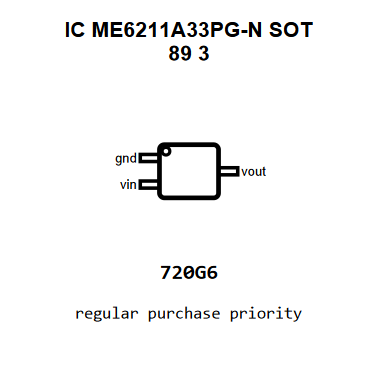 IC ME6211A33PG-N SOT
89 3
gnd
vin
vout
720G6
regular purchase priority